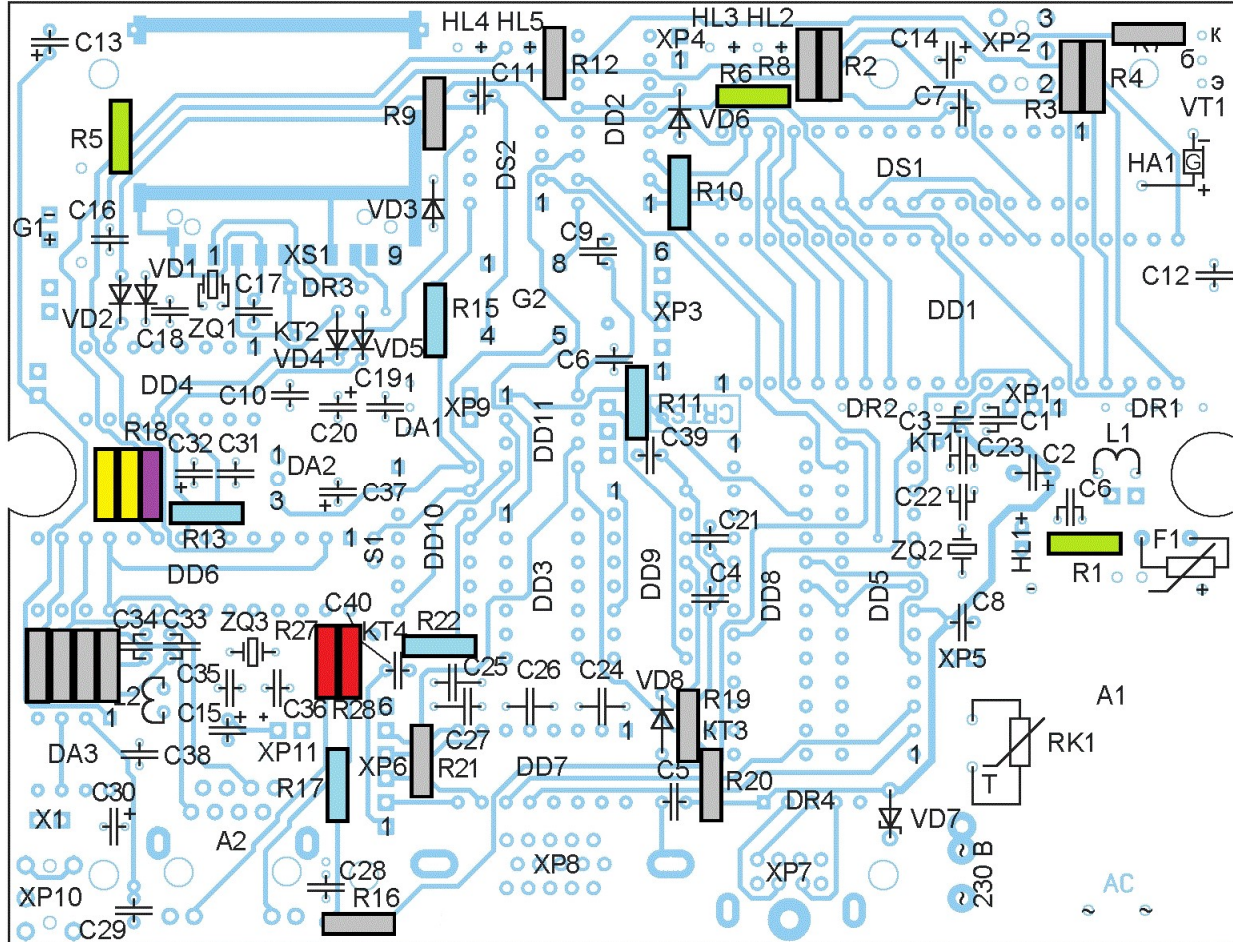 HL4 HL5
HL3 HL2
3
к
C13
+
+
+
+
+
XP4
1
C14
+
XP2
1
б
R12
R8
R2
R4
C11
R6
2
э
R9
DD2
C7
R3
VT1
R5
VD6
1
DS2
DS1
HA1
G
-
+
R10
C16
G1
-
+
VD3
1
1
C9
VD1
1
XS1
9
8
6
C12
C17
DR3
1
G2
VD2
R15
XP3
DD1
C18
ZQ1
KT2
4
5
1
VD4
VD5
C6
DD4
C10
C19
1
+
1
1
XP9
1
R11
XP1
1
DR2
C3
C1
DR1
C20
DA1
DD11
R18
C32
C31
KT1
C23
L1
1
DA2
1
C39
1
C2
+
+
3
C37
+
1
1
C22
C6
R13
1
S1
DD10
C21
ZQ2
HL1
+
-
F1
+
R1
DD6
DD3
DD9
C4
DD8
DD5
C34
C33
ZQ3
R27
C40
KT4
R22
C8
XP5
C35
C25
C26
C24
VD8
R19
A1
1
C15
+
+
C36
R28
6
KT3
1
RK1
T
DA3
C38
XP11
C27
1
XP6
R21
DD7
C5
R20
R17
C30
+
DR4
X1
1
VD7
A2
XP8
XP7
~
230 В
~
XP10
C28
R16
C29
AC
~
~